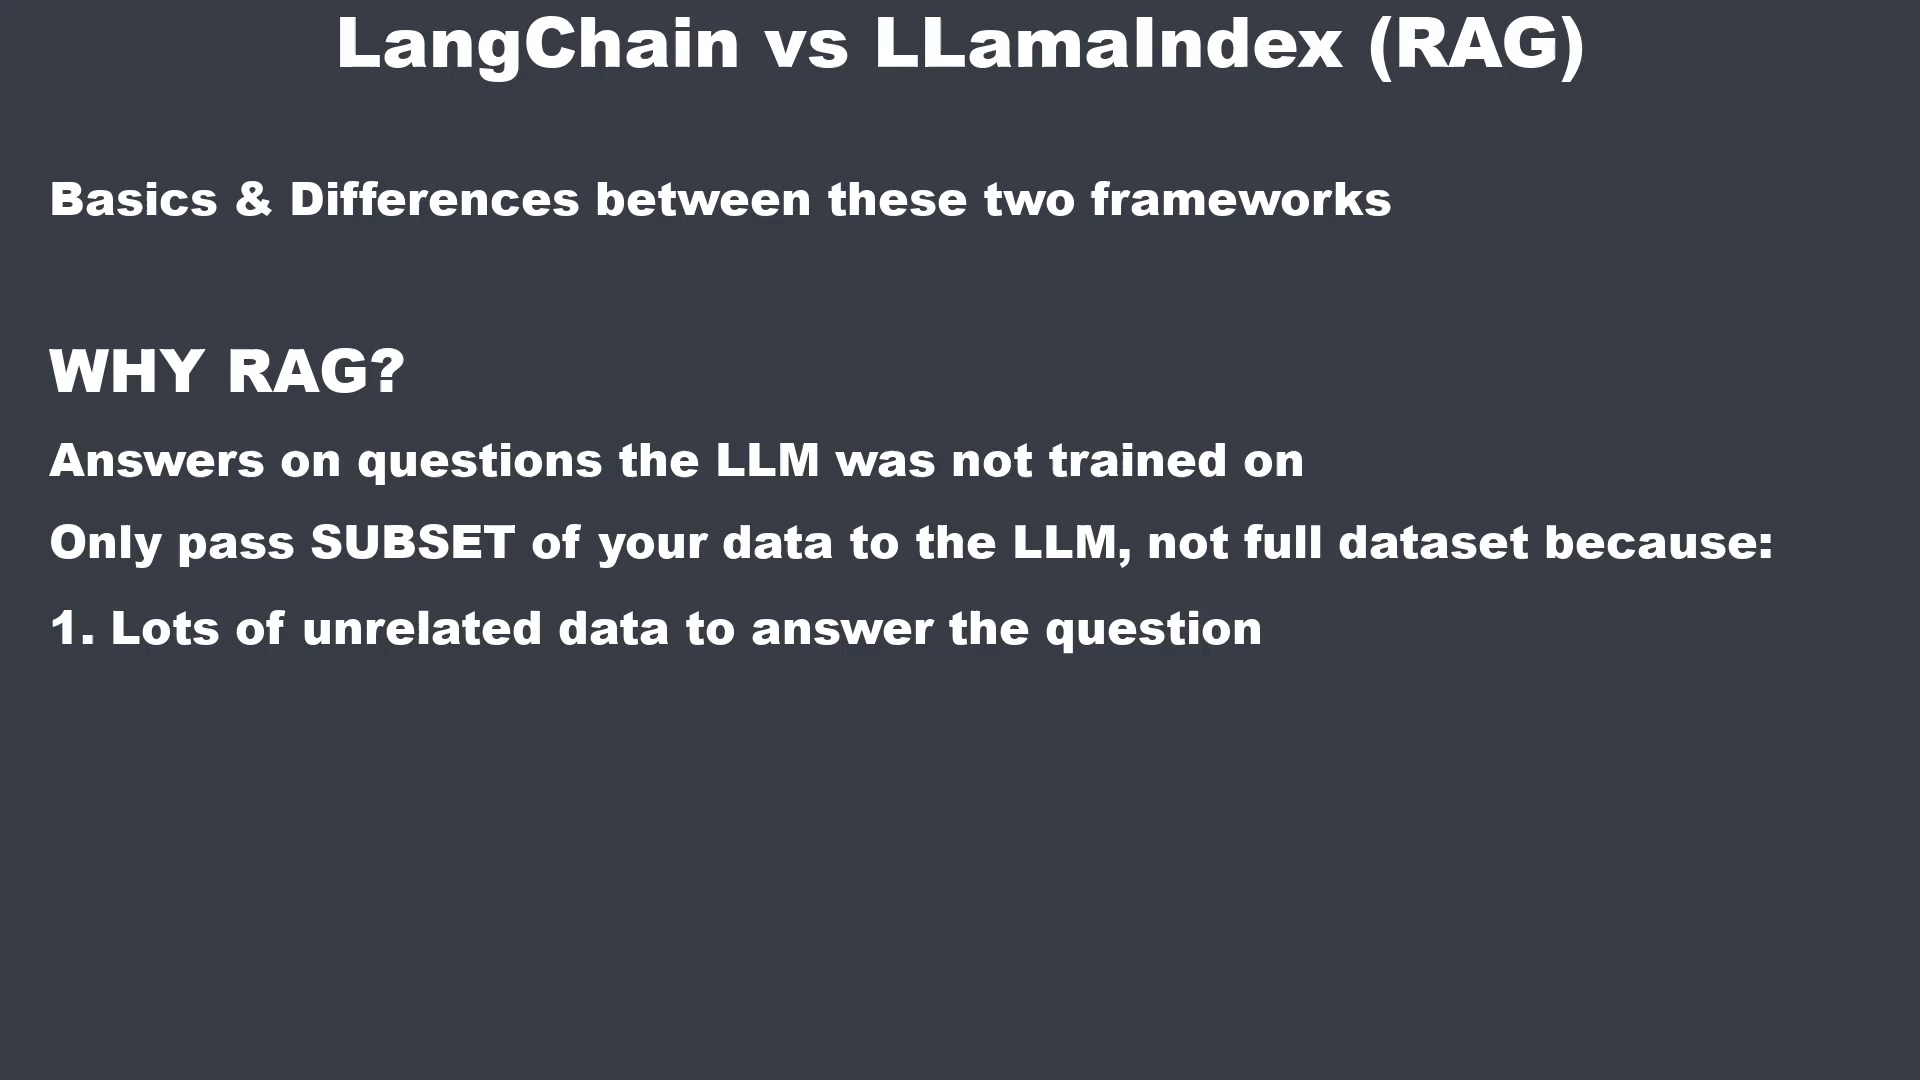 LangChain vs LLamaIndex (RAG)
Basics & Differences between these two frameworks
WHY RAG?
Answers on questions the LLM was not trained on
Only pass SUBSET of your data to the LLM, not full dataset because:
1. Lots of unrelated data to answer the question